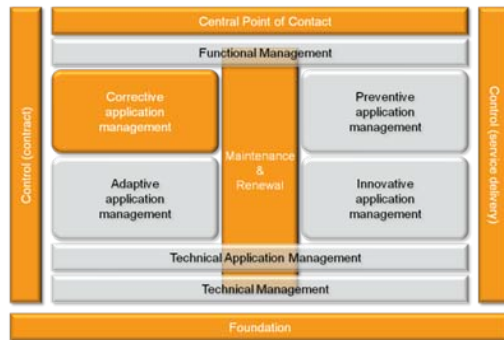 Central Point of Contact
Functional Management
Control (contract)
Corrective
application
management
Preventive
application
management
Control (service delivery)
Maintenance
&
Renewal
Adaptive
application
management
Innovative
application
management
Technical Application Management
Technical Management
Foundation